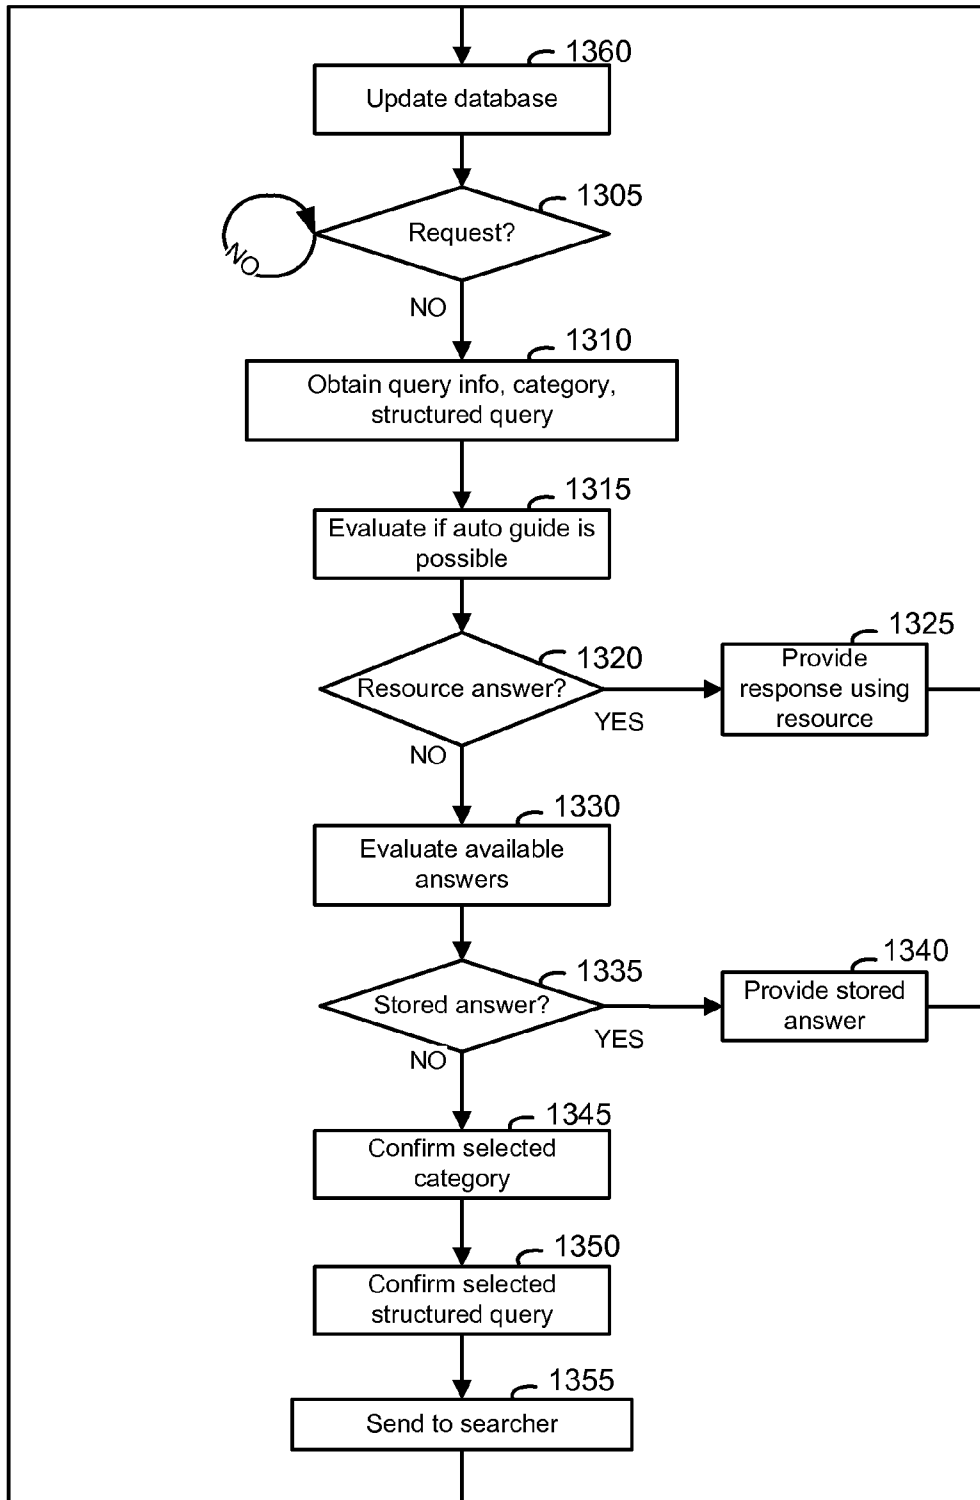 1360
Update database
1305
Request?
NO
NO
1310
Obtain query info, category,
structured query
1315
Evaluate if auto guide is
possible
1320
Resource answer?
YES
NO
1325
Provide
response using
resource
1330
Evaluate available
answers
1335
Stored answer?
YES
NO
1340
Provide stored
answer
1345
Confirm selected
category
1350
Confirm selected
structured query
1355
Send to searcher